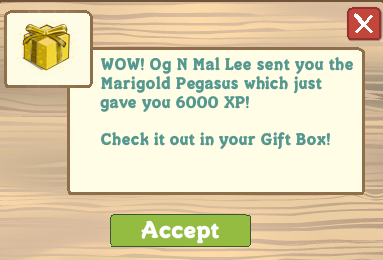 WOW! Og N Mal Lee sent you the
Marigold Pegasus which just
gave you 6000 XP!
Check it out in your Gift Box!
Accept